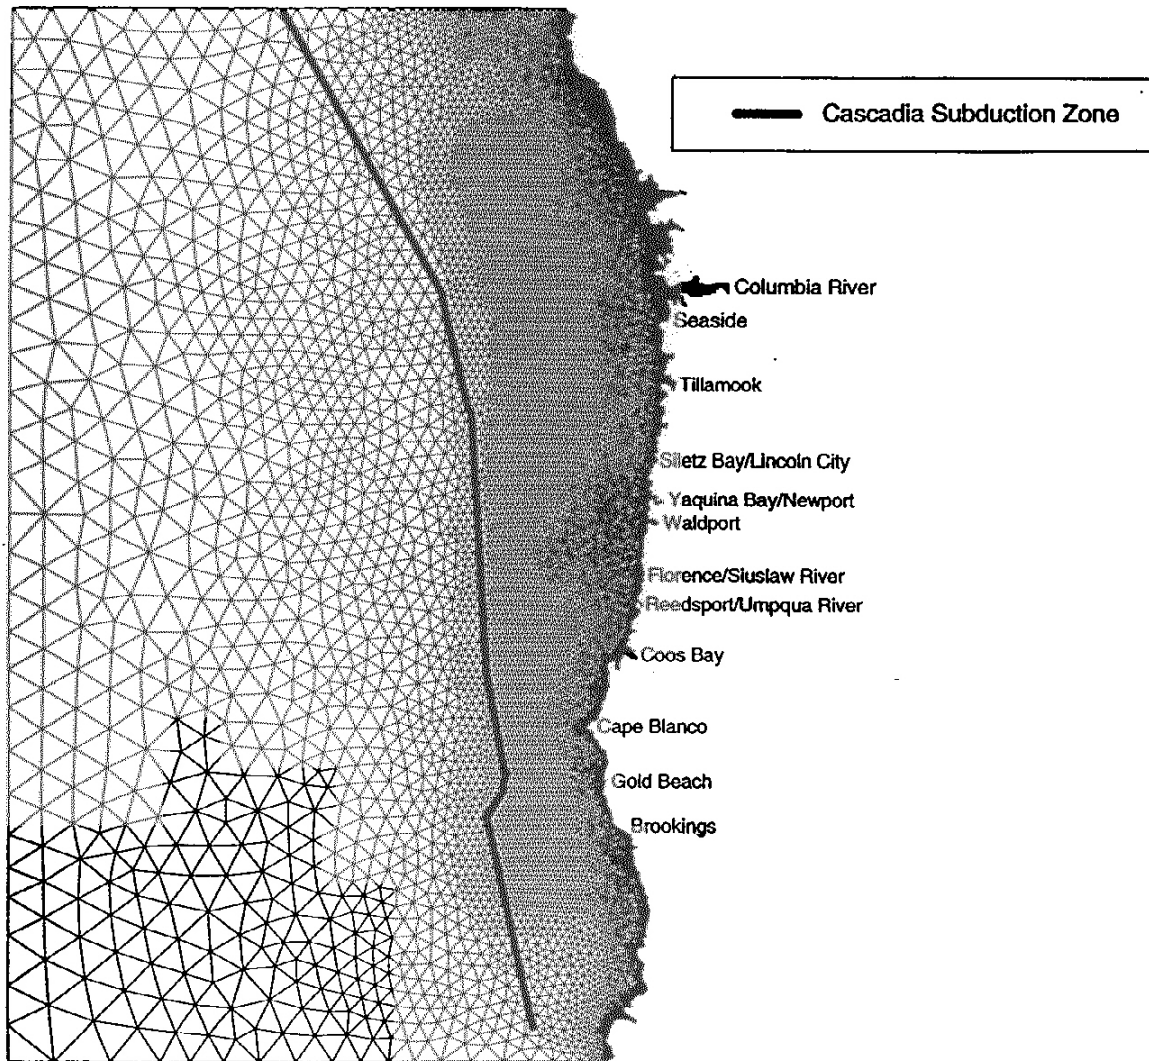 Cascadia Subduction Zone
Columbia River
Seaside
Tillamook
Siletz Bay/Lincoln City
Yaquina Bay/Newport
Waldport
Florence/Siuslaw River
Reedsport/Umpqua River
Coos Bay
Cape Blanco
Gold Beach
Brookings